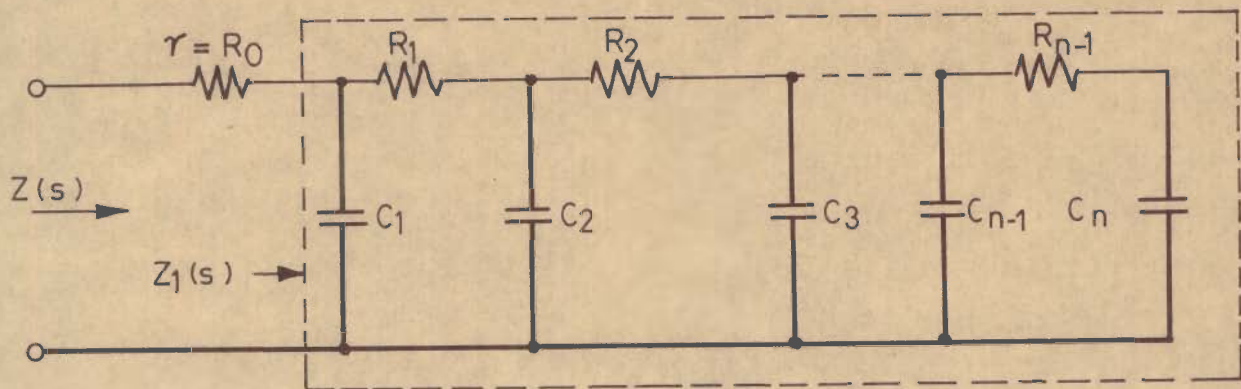 r = R₀
R₁
R₂
Rₙ₋₁
Z(s)
C₁
C₂
C₃
Cₙ₋₁
Cₙ
Z₁(s)